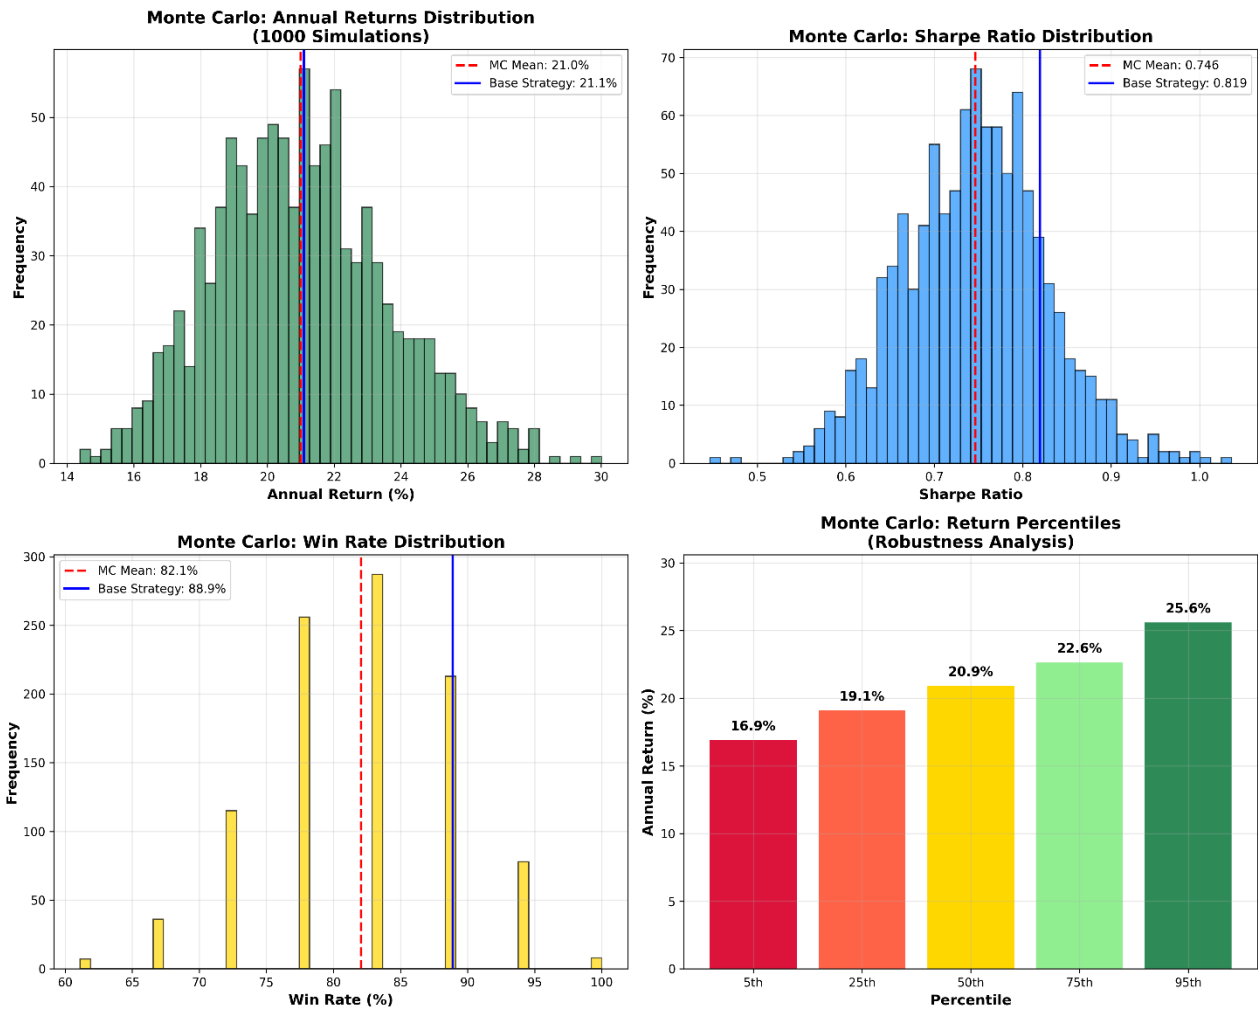 Monte Carlo: Annual Returns Distribution
(1000 Simulations)
MC Mean: 21.0%
Base Strategy: 21.1%
Frequency
50
40
30
20
10
0
14 16 18 20 22 24 26 28 30
Annual Return (%)
Monte Carlo: Sharpe Ratio Distribution
MC Mean: 0.746
Base Strategy: 0.819
Frequency
70
60
50
40
30
20
10
0
0.5 0.6 0.7 0.8 0.9 1.0
Sharpe Ratio
Monte Carlo: Win Rate Distribution
MC Mean: 82.1%
Base Strategy: 88.9%
Frequency
300
250
200
150
100
50
0
60 65 70 75 80 85 90 95 100
Win Rate (%)
Monte Carlo: Return Percentiles
(Robustness Analysis)
Annual Return (%)
30
25
20
15
10
5
0
16.9%
19.1%
20.9%
22.6%
25.6%
5th 25th 50th 75th 95th
Percentile